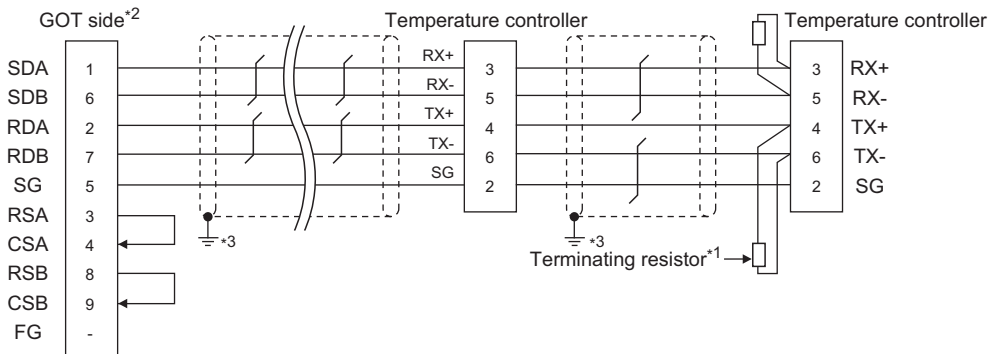 GOT side*2 Temperature controller Temperature controller
SDA 1 RX+ 3 3 RX+
SDB 6 RX- 5 5 RX-
RDA 2 TX+ 4 4 TX+
RDB 7 TX- 6 6 TX-
SG 5 SG 2 2 SG
RSA 3
CSA 4 *3 *3
Terminating resistor*1
RSB 8
CSB 9
FG -